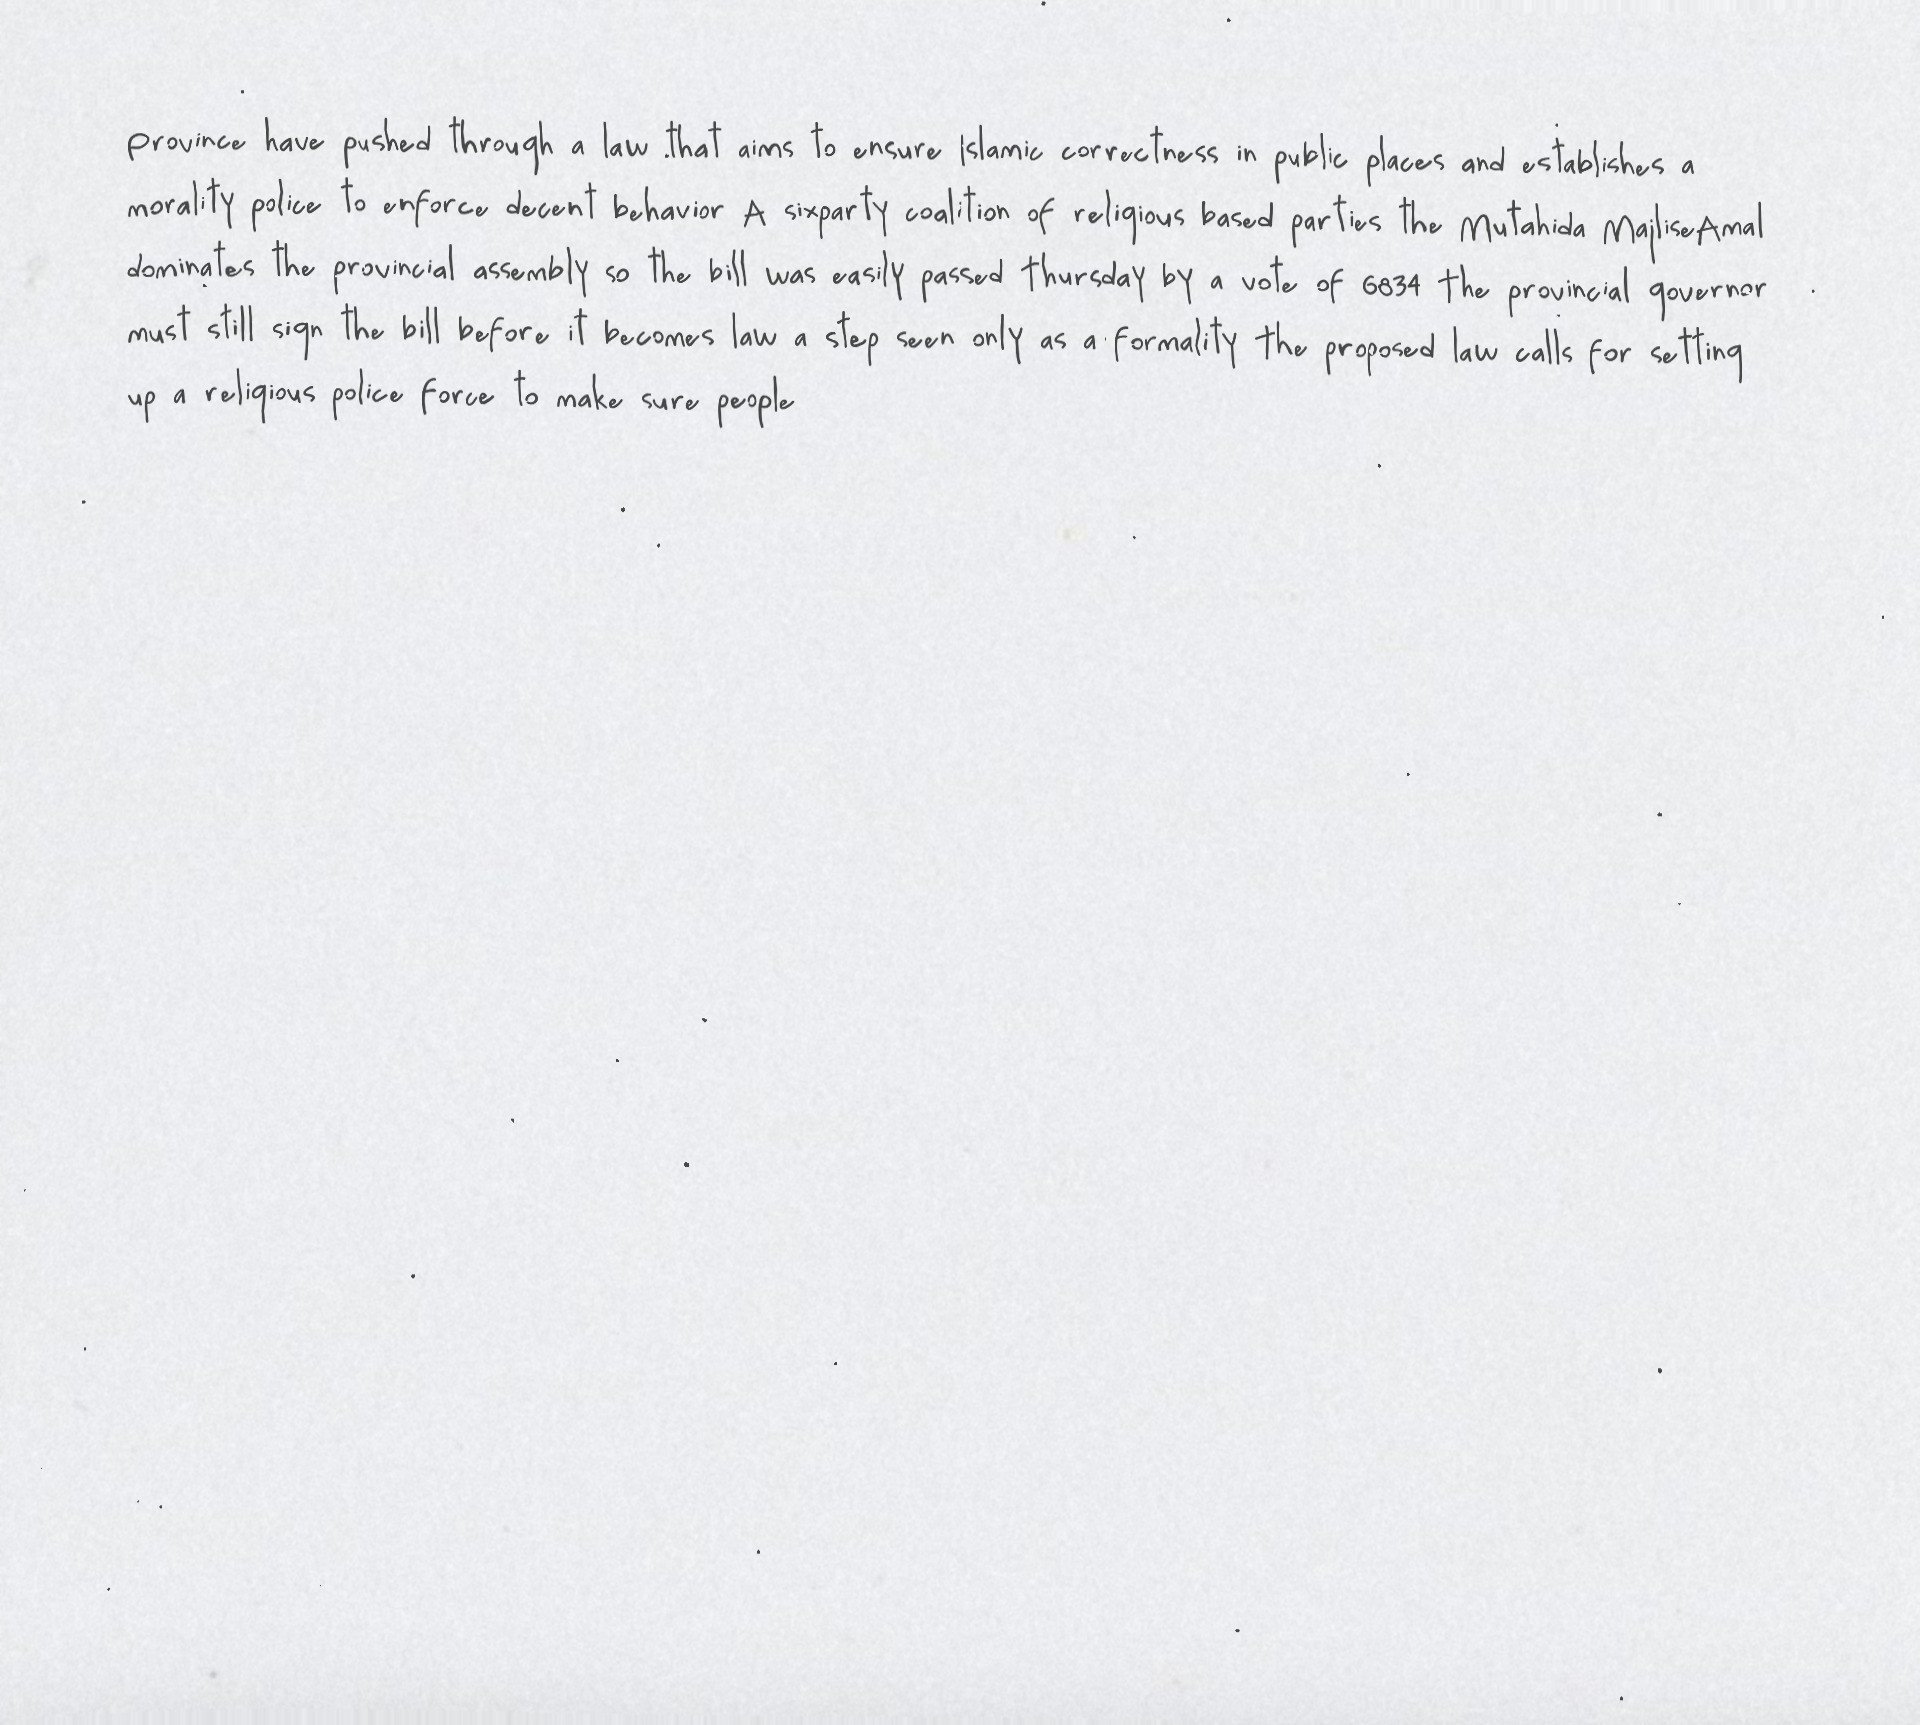 Province have pushed through a law that aims to ensure Islamic correctness in public places and establishes a
morality police to enforce decent behavior A sixparty coalition of religious based parties the Mutahida MajliseAmal
dominates the provincial assembly so the bill was easily passed Thursday by a vote of 6834 The provincial governor
must still sign the bill before it becomes law a step seen only as a formality The proposed law calls for setting
up a religious police force to make sure people